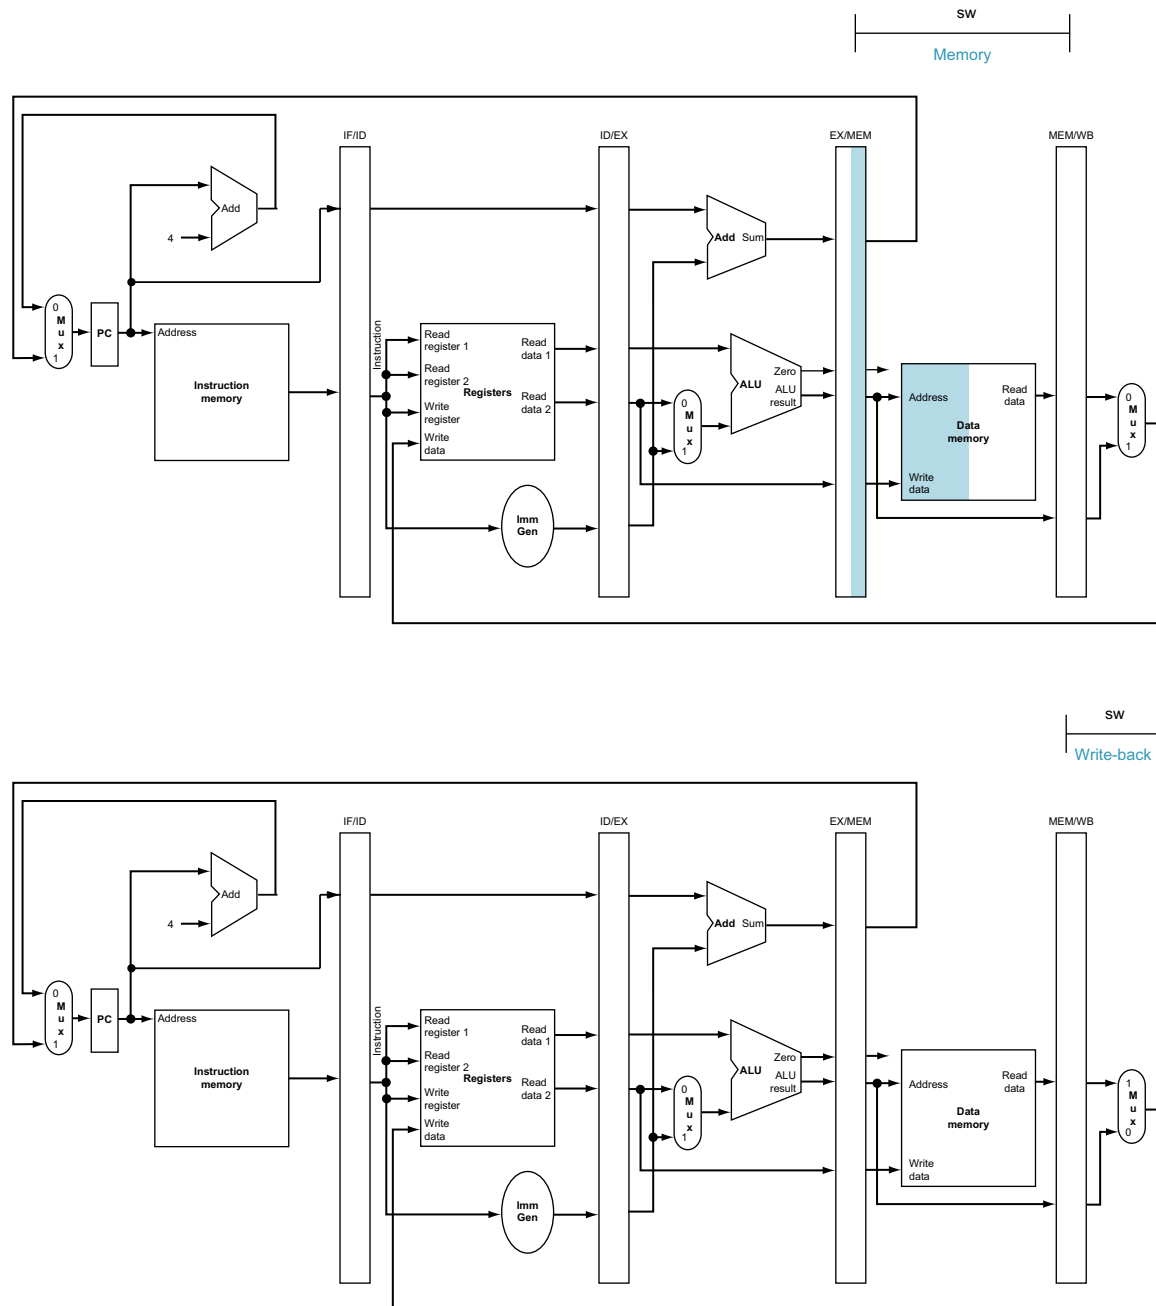 SW
Memory
IF/ID
ID/EX
EX/MEM
MEM/WB
Add
4
Add Sum
0
M
u
x
1
PC
Address
Instruction
memory
Instruction
Read
register 1
Read
register 2
Write
register
Write
data
Registers
Read
data 1
Read
data 2
Imm
Gen
0
M
u
x
1
Zero
ALU
ALU
result
Address
Write
data
Data
memory
Read
data
0
M
u
x
1
SW
Write-back
IF/ID
ID/EX
EX/MEM
MEM/WB
Add
4
Add Sum
0
M
u
x
1
PC
Address
Instruction
memory
Instruction
Read
register 1
Read
register 2
Write
register
Write
data
Registers
Read
data 1
Read
data 2
Imm
Gen
0
M
u
x
1
Zero
ALU
ALU
result
Address
Write
data
Data
memory
Read
data
1
M
u
x
0